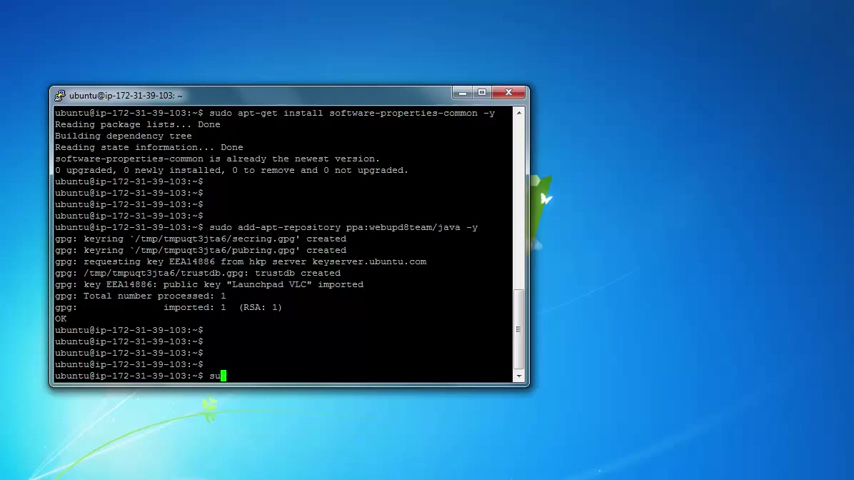 ubuntu@ip-172-31-39-103: ~
ubuntu@ip-172-31-39-103:~$ sudo apt-get install software-properties-common -y
Reading package lists... Done
Building dependency tree
Reading state information... Done
software-properties-common is already the newest version.
0 upgraded, 0 newly installed, 0 to remove and 0 not upgraded.
ubuntu@ip-172-31-39-103:~$
ubuntu@ip-172-31-39-103:~$
ubuntu@ip-172-31-39-103:~$
ubuntu@ip-172-31-39-103:~$
ubuntu@ip-172-31-39-103:~$ sudo add-apt-repository ppa:webupd8team/java -y
gpg: keyring `/tmp/tmpuqt3jta6/secring.gpg' created
gpg: keyring `/tmp/tmpuqt3jta6/pubring.gpg' created
gpg: requesting key EEA14886 from hkp server keyserver.ubuntu.com
gpg: /tmp/tmpuqt3jta6/trustdb.gpg: trustdb created
gpg: key EEA14886: public key "Launchpad VLC" imported
gpg: Total number processed: 1
gpg:               imported: 1  (RSA: 1)
OK
ubuntu@ip-172-31-39-103:~$
ubuntu@ip-172-31-39-103:~$
ubuntu@ip-172-31-39-103:~$
ubuntu@ip-172-31-39-103:~$
ubuntu@ip-172-31-39-103:~$ su